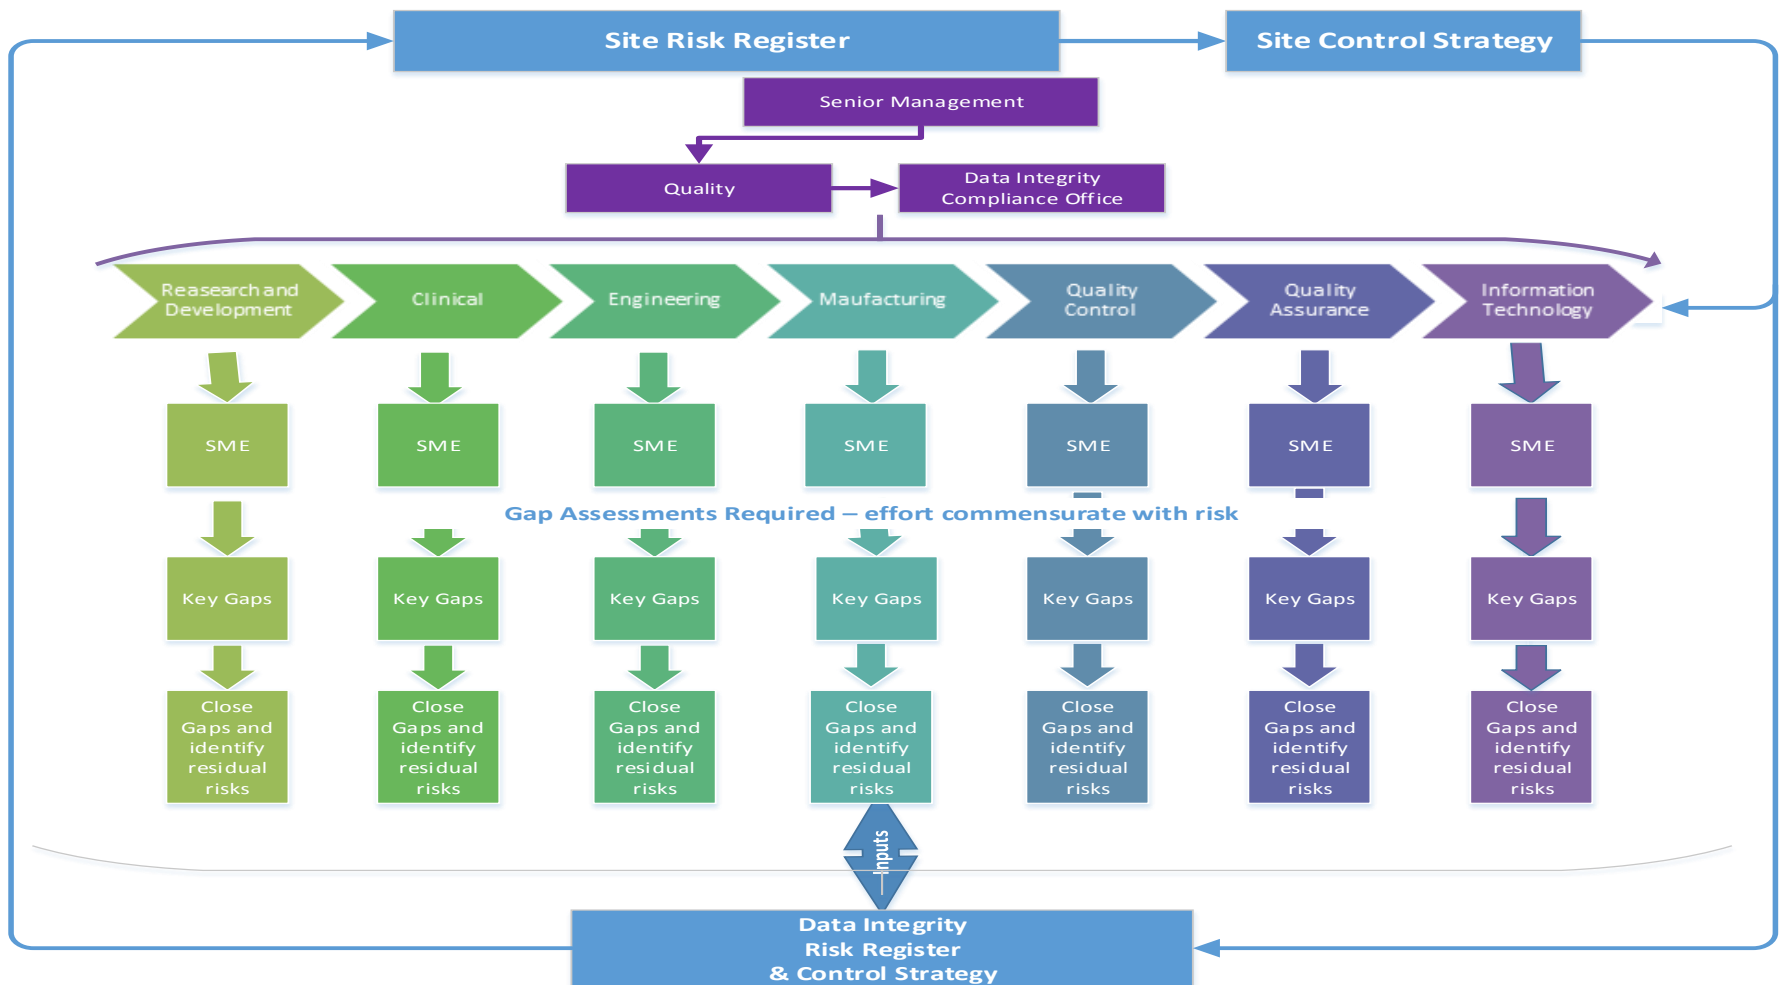 Site Risk Register
Site Control Strategy
Senior Management
Quality
Data Integrity
Compliance Office
Reasearch and
Development
Clinical
Engineering
Maufacturing
Quality
Control
Quality
Assurance
Information
Technology
SME
SME
SME
SME
SME
SME
SME
Gap Assessments Required – effort commensurate with risk
Key Gaps
Key Gaps
Key Gaps
Key Gaps
Key Gaps
Key Gaps
Key Gaps
Close
Gaps and
identify
residual
risks
Close
Gaps and
identify
residual
risks
Close
Gaps and
identify
residual
risks
Close
Gaps and
identify
residual
risks
Close
Gaps and
identify
residual
risks
Close
Gaps and
identify
residual
risks
Close
Gaps and
identify
residual
risks
Inputs
Data Integrity
Risk Register
& Control Strategy